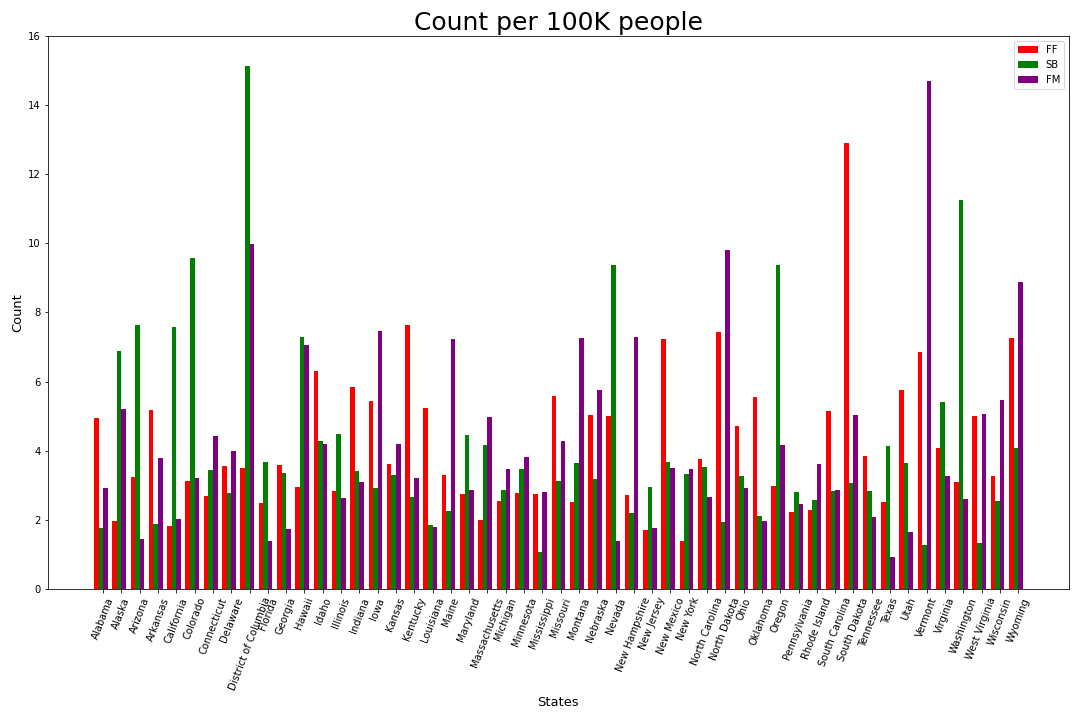 Count per 100K people
FF
SB
FM
16
14
12
10
8
6
4
2
0
Count
Alabama
Alaska
Arizona
Arkansas
California
Colorado
Connecticut
Delaware
District of Columbia
Florida
Georgia
Hawaii
Idaho
Illinois
Indiana
Iowa
Kansas
Kentucky
Louisiana
Maine
Maryland
Massachusetts
Michigan
Minnesota
Mississippi
Missouri
Montana
Nebraska
Nevada
New Hampshire
New Jersey
New Mexico
New York
North Carolina
North Dakota
Ohio
Oklahoma
Oregon
Pennsylvania
Rhode Island
South Carolina
South Dakota
Tennessee
Texas
Utah
Vermont
Virginia
Washington
West Virginia
Wisconsin
Wyoming
States